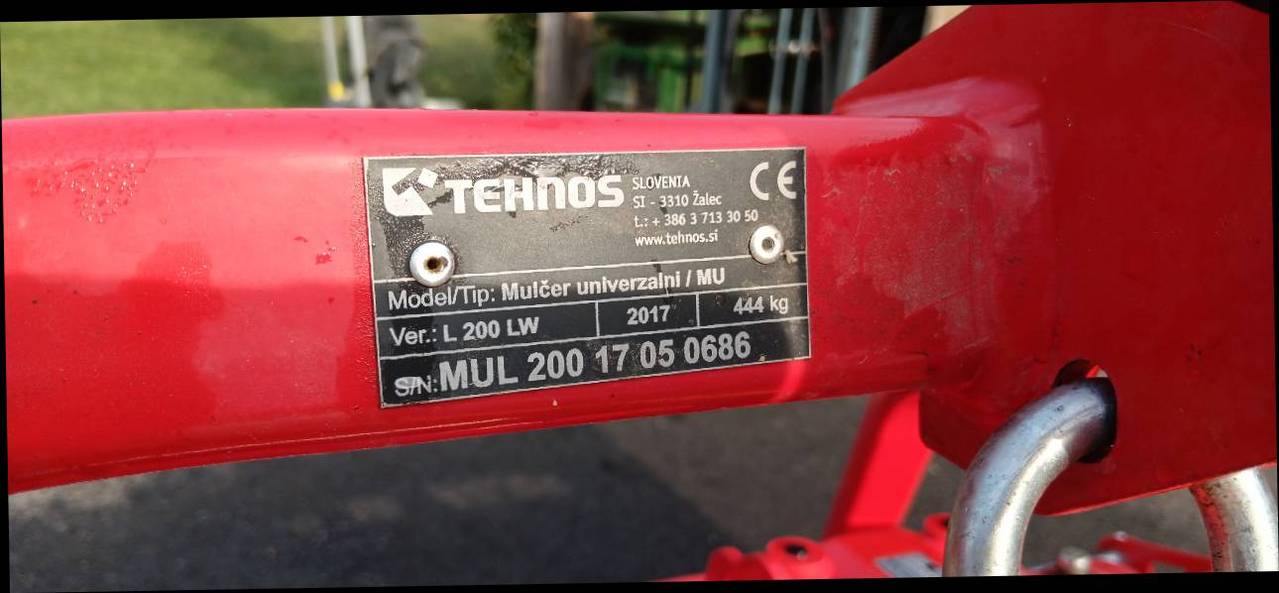 TEHNOS
SLOVENIA
SI - 3310 Žalec
t.: + 386 3 713 30 50
www.tehnos.si
CE
Model/Tip: Mulčer univerzalni / MU
Ver.: L 200 LW 2017 444 kg
S/N: MUL 200 17 05 0686